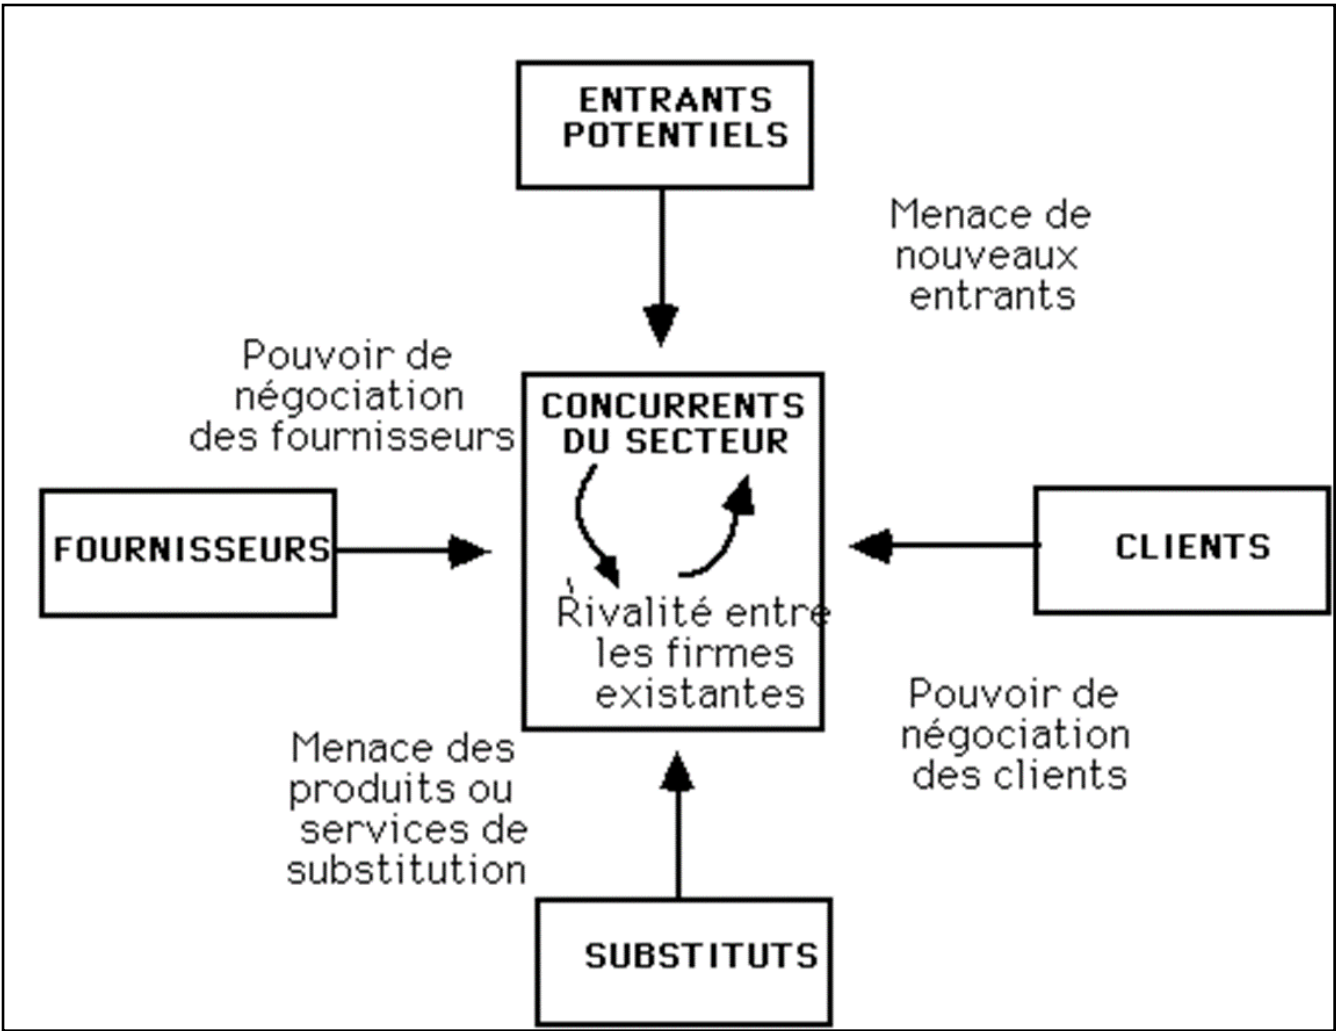 ENTRANTS
POTENTIELS
Menace de
nouveaux
entrants
Pouvoir de
négociation
des fournisseurs
CONCURRENTS
DU SECTEUR
FOURNISSEURS
CLIENTS
Rivalité entre
les firmes
existantes
Pouvoir de
négociation
des clients
Menace des
produits ou
services de
substitution
SUBSTITUTS